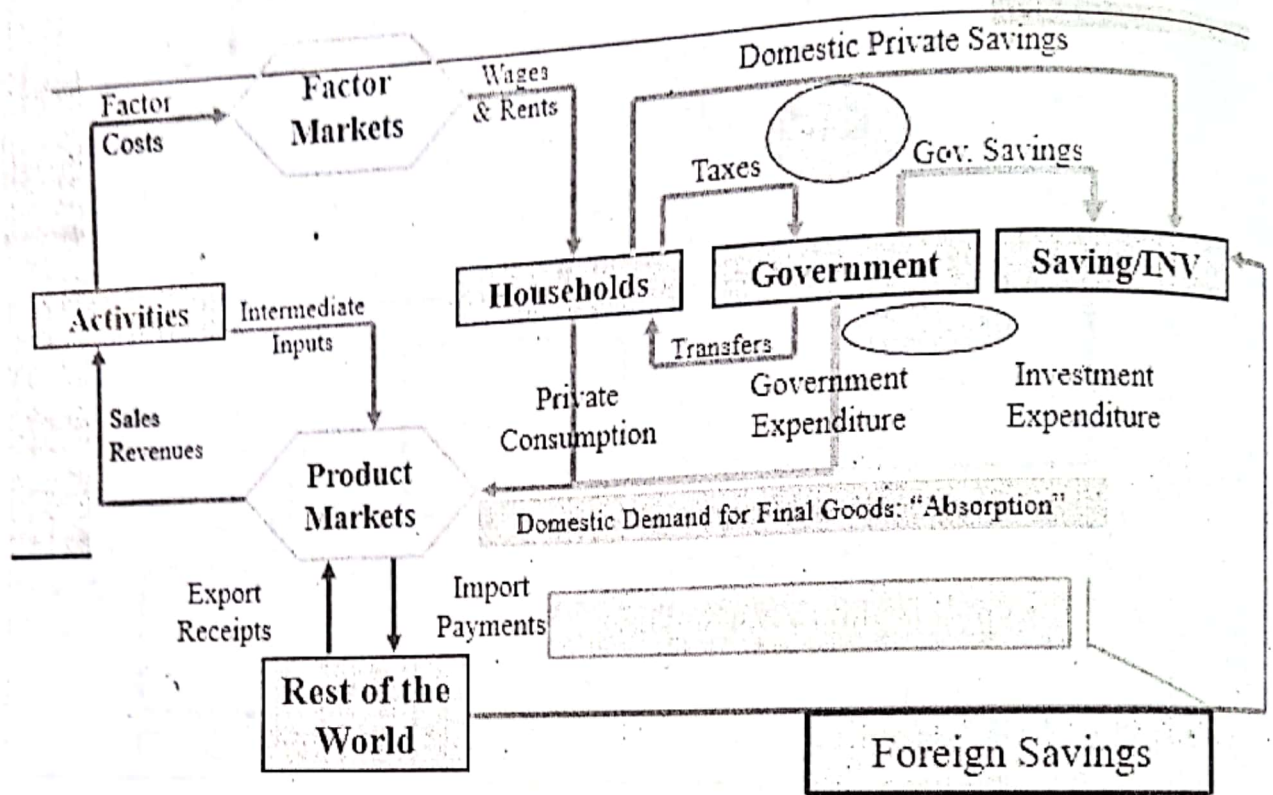 Domestic Private Savings
Factor
Markets
Wages
& Rents
Factor
Costs
Taxes
Gov. Savings
Households
Government
Saving/INV
Activities
Intermediate
Inputs
Transfers
Private
Consumption
Government
Expenditure
Investment
Expenditure
Sales
Revenues
Product
Markets
Domestic Demand for Final Goods: “Absorption”
Export
Receipts
Import
Payments
Rest of the
World
Foreign Savings